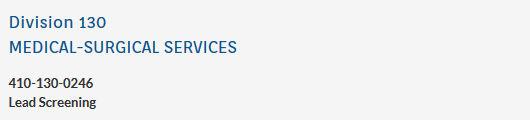 Division 130
MEDICAL-SURGICAL SERVICES
410-130-0246
Lead Screening